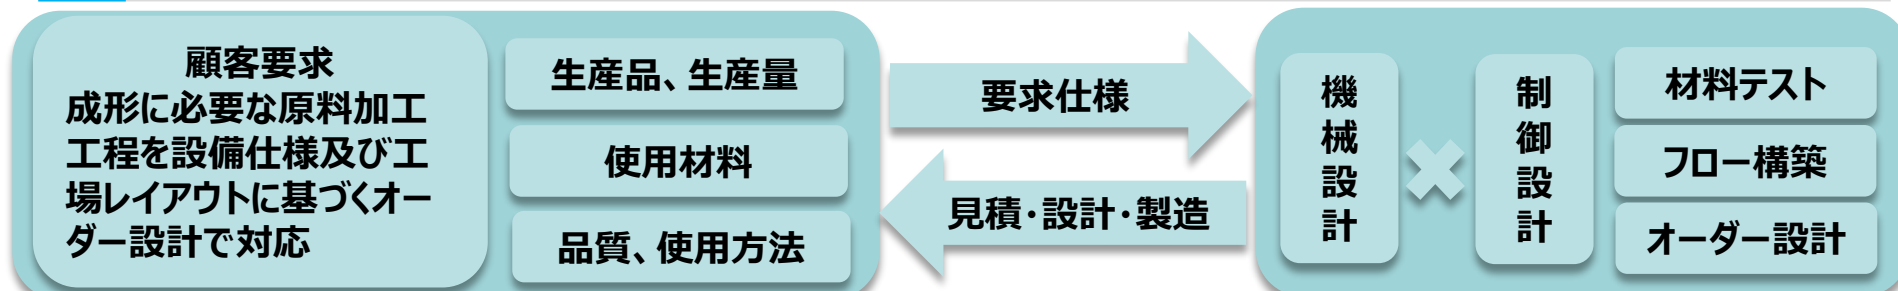 顧客要求
成形に必要な原料加工
工程を設備仕様及び工
場レイアウトに基づくオー
ダー設計で対応
生産品、生産量
使用材料
品質、使用方法
要求仕様
見積・設計・製造
機械設計
制御設計
材料テスト
フロー構築
オーダー設計